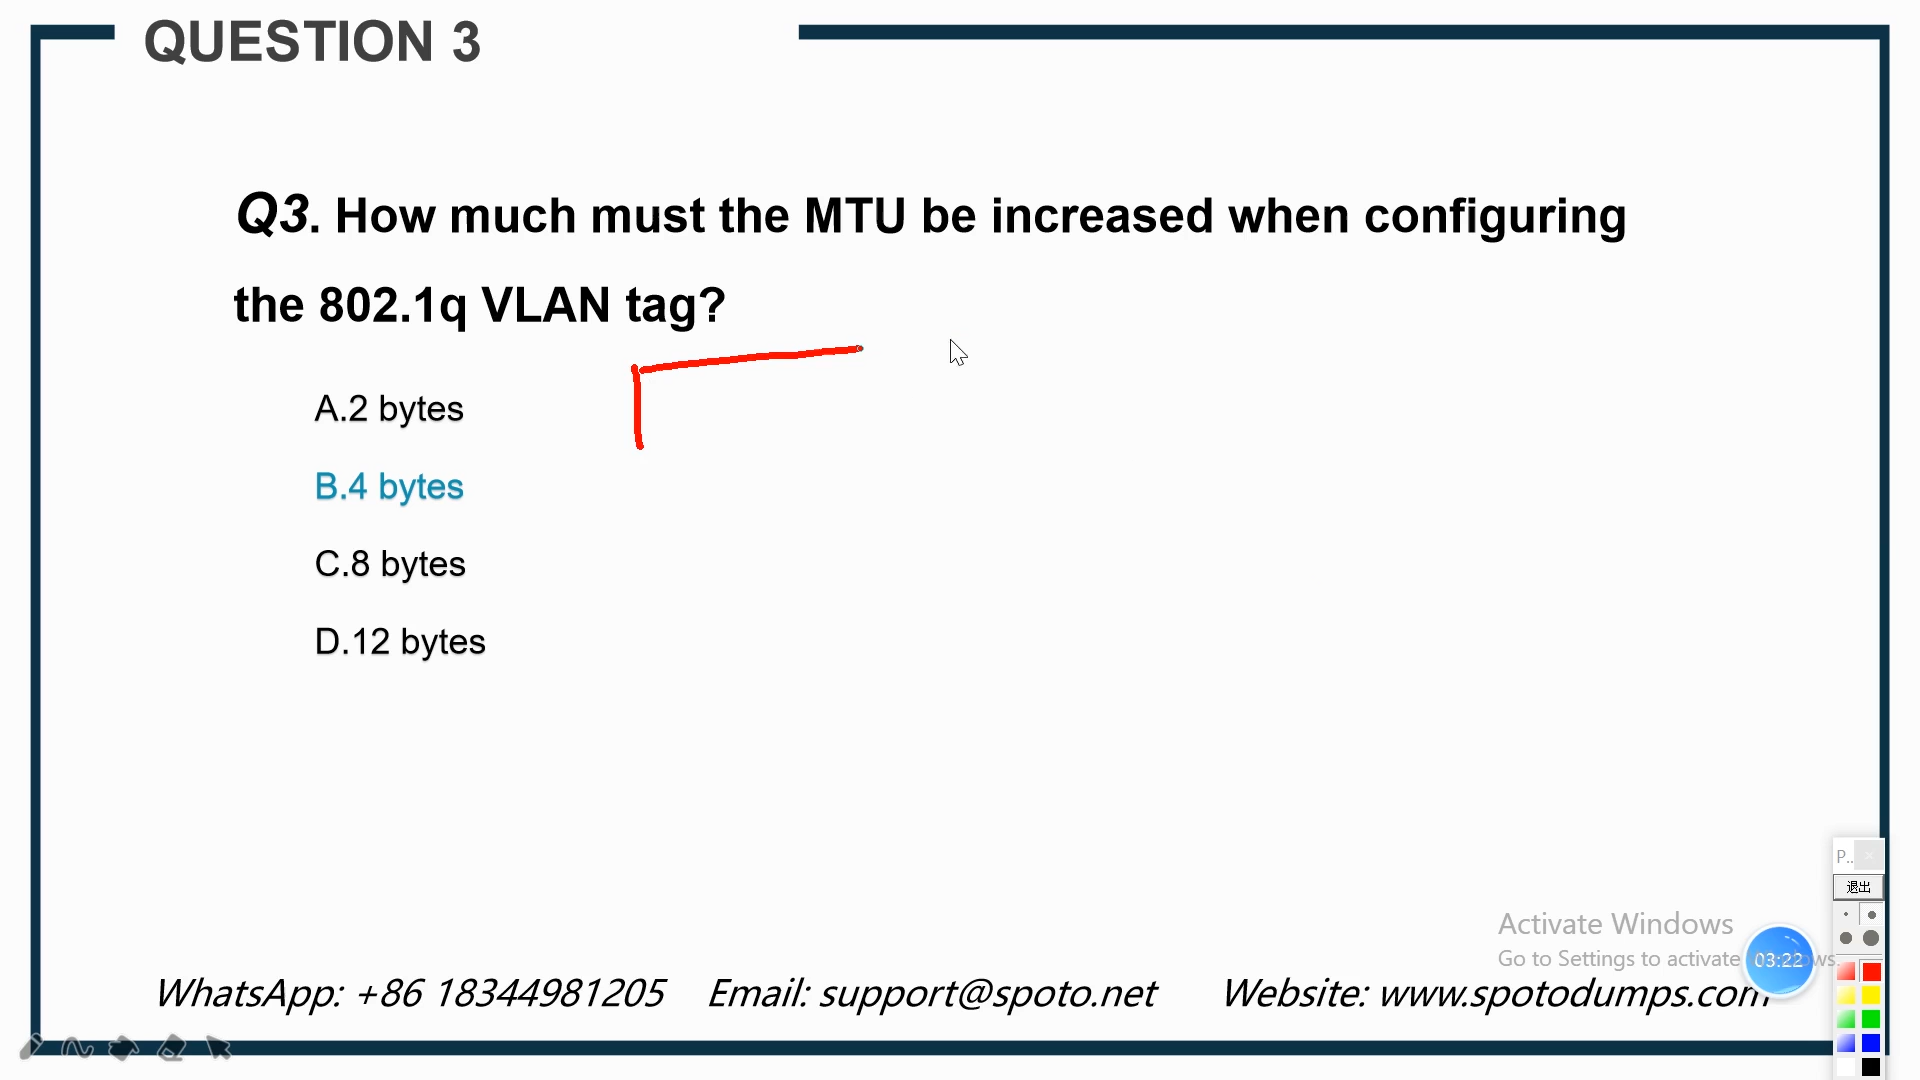 QUESTION 3
Q3. How much must the MTU be increased when configuring
the 802.1q VLAN tag?
A.2 bytes
B.4 bytes
C.8 bytes
D.12 bytes
P..
退出
Activate Windows
Go to Settings to activate Windows.
03:22
WhatsApp: +86 18344981205 Email: support@spoto.net Website: www.spotodumps.com